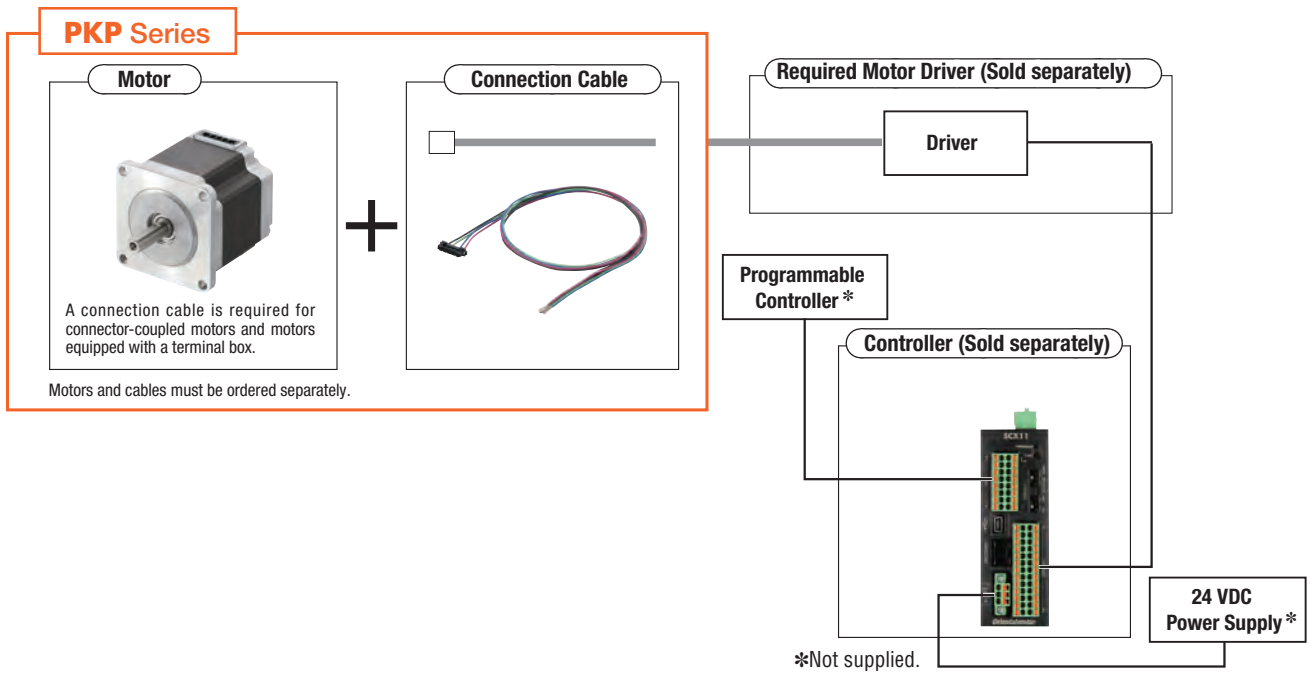 PKP Series
Motor
Connection Cable
Required Motor Driver (Sold separately)
Driver
A connection cable is required for
connector-coupled motors and motors
equipped with a terminal box.
Motors and cables must be ordered separately.
Programmable
Controller*
Controller (Sold separately)
SCX11
Orientalmotor
24 VDC
Power Supply*
*Not supplied.